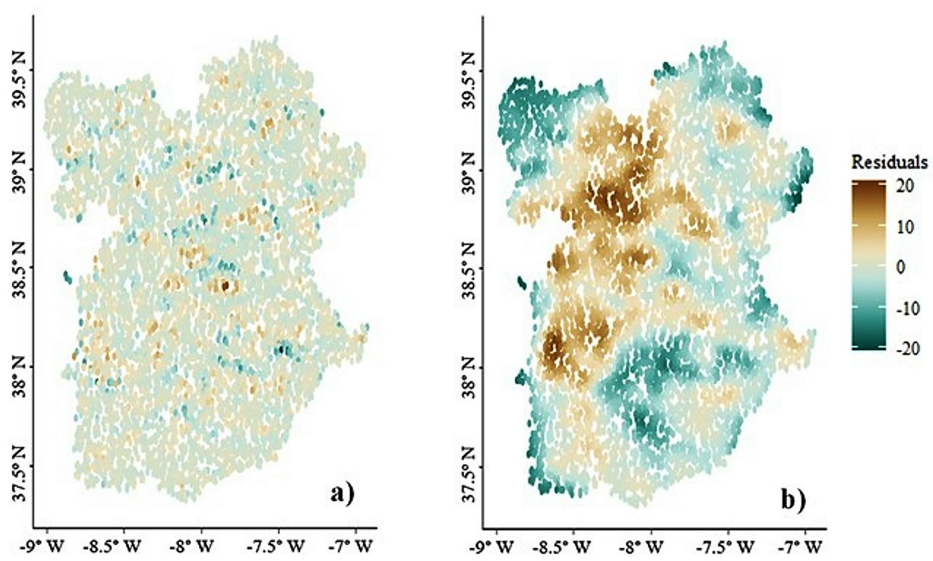 39.5° N
39° N
38.5° N
38° N
37.5° N
-9° W
-8.5° W
-8° W
-7.5° W
-7° W
a)
39.5° N
39° N
38.5° N
38° N
37.5° N
-9° W
-8.5° W
-8° W
-7.5° W
-7° W
b)
Residuals
20
10
0
-10
-20